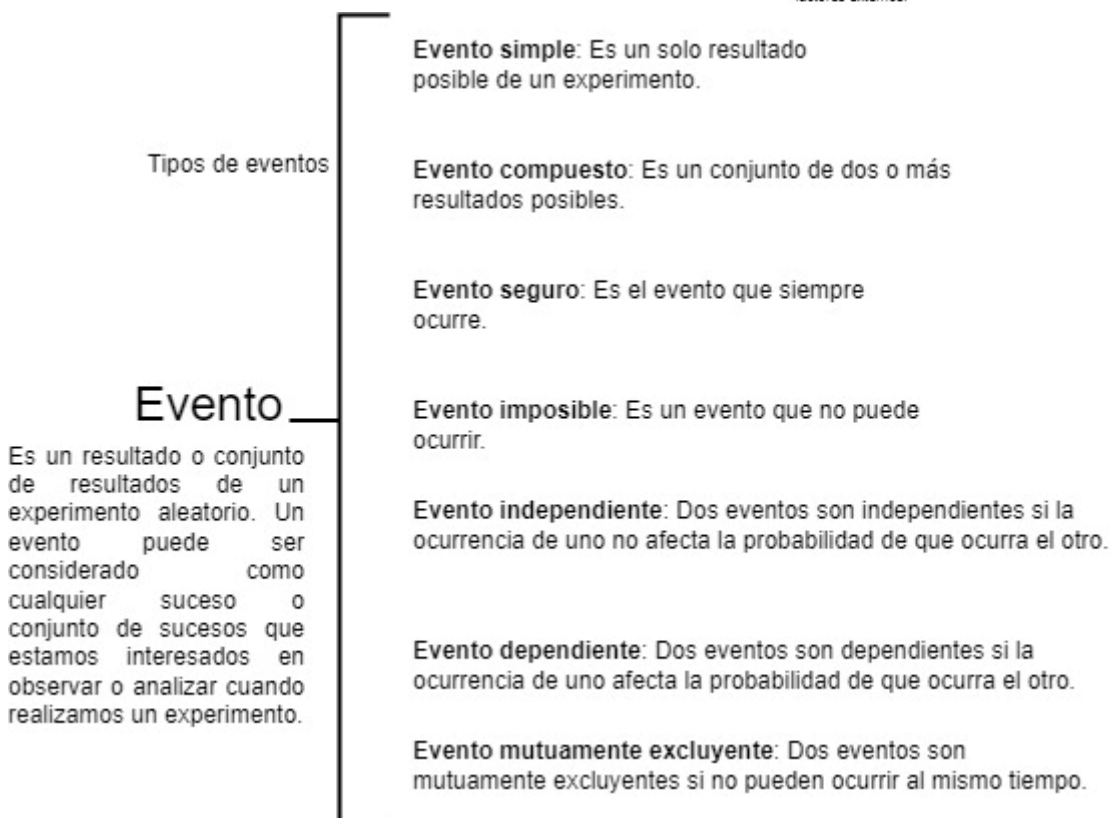 Evento simple: Es un solo resultado
posible de un experimento.
Tipos de eventos
Evento compuesto: Es un conjunto de dos o más
resultados posibles.
Evento seguro: Es el evento que siempre
ocurre.
Evento
Es un resultado o conjunto
de resultados de un
experimento aleatorio. Un
evento puede ser
considerado como
cualquier suceso o
conjunto de sucesos que
estamos interesados en
observar o analizar cuando
realizamos un experimento.
Evento imposible: Es un evento que no puede
ocurrir.
Evento independiente: Dos eventos son independientes si la
ocurrencia de uno no afecta la probabilidad de que ocurra el otro.
Evento dependiente: Dos eventos son dependientes si la
ocurrencia de uno afecta la probabilidad de que ocurra el otro.
Evento mutuamente excluyente: Dos eventos son
mutuamente excluyentes si no pueden ocurrir al mismo tiempo.